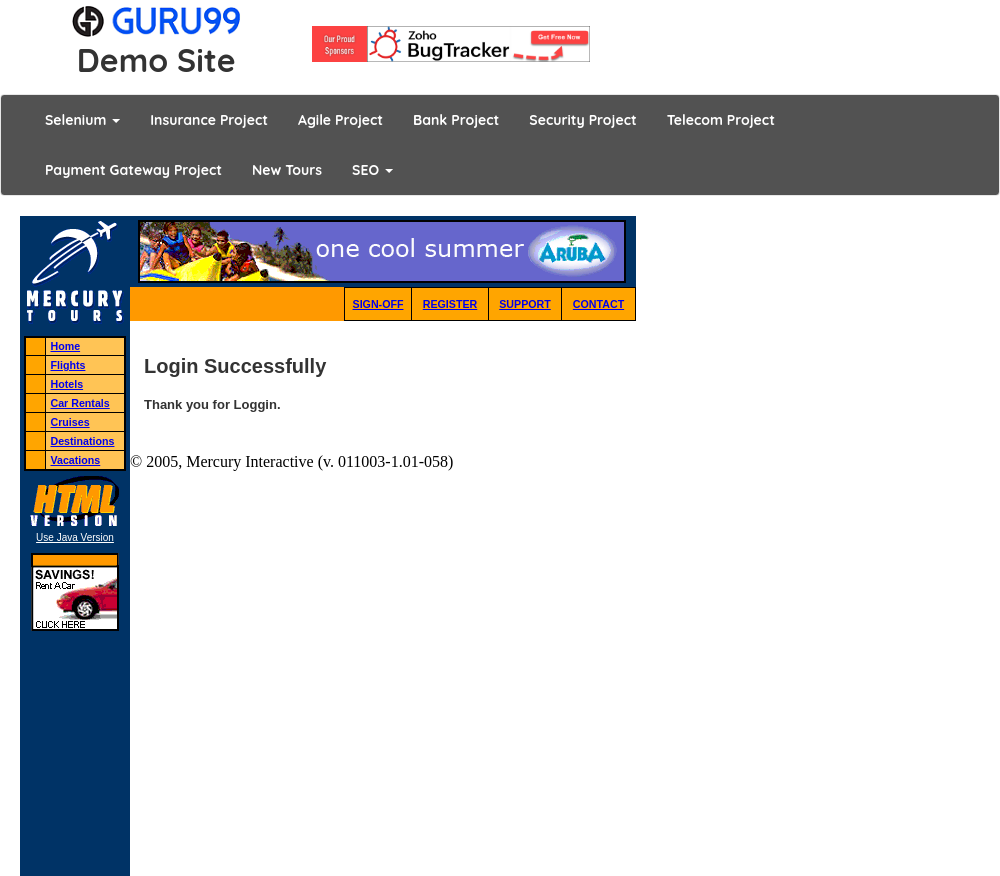 GURU99
Demo Site
Our Proud
Sponsors
Zoho
BugTracker
Get Free Now
Selenium
Insurance Project
Agile Project
Bank Project
Security Project
Telecom Project
Payment Gateway Project
New Tours
SEO
MERCURY
TOURS
one cool summer
ARUBA
SIGN-OFF
REGISTER
SUPPORT
CONTACT
Home
Flights
Hotels
Car Rentals
Cruises
Destinations
Vacations
HTML
VERSION
Use Java Version
SAVINGS!
Rent A Car
CLICK HERE
Login Successfully
Thank you for Loggin.
© 2005, Mercury Interactive (v. 011003-1.01-058)